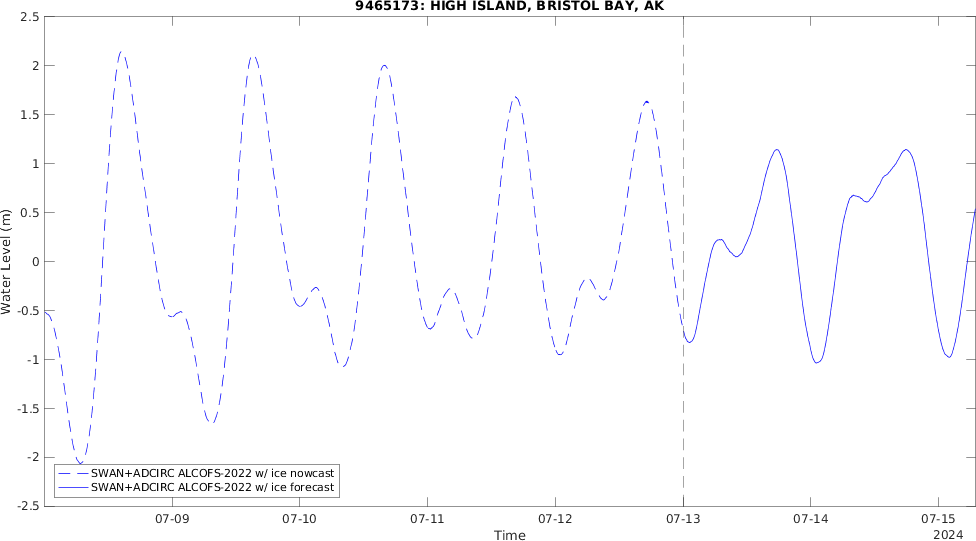 9465173: HIGH ISLAND, BRISTOL BAY, AK
2.5
2
1.5
1
0.5
0
-0.5
-1
-1.5
-2
-2.5
Water Level (m)
SWAN+ADCIRC ALCOFS-2022 w/ ice nowcast
SWAN+ADCIRC ALCOFS-2022 w/ ice forecast
07-09 07-10 07-11 07-12 07-13 07-14 07-15
Time
2024